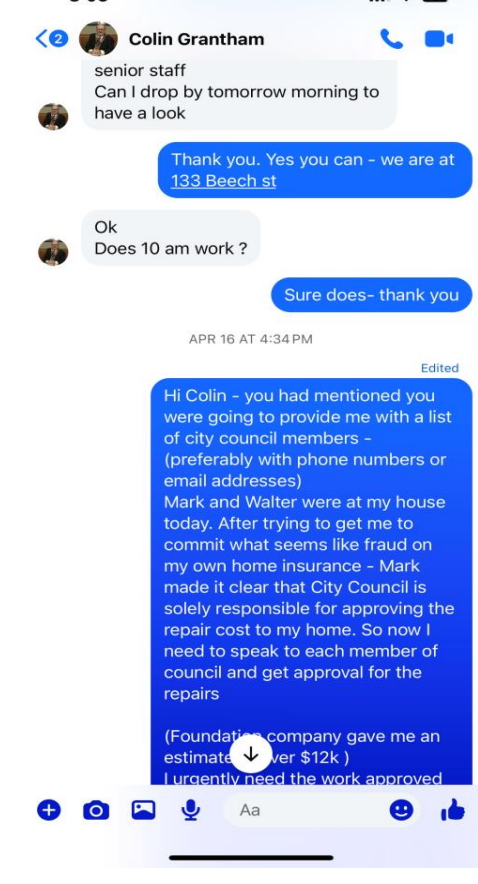 2
Colin Grantham
senior staff
Can I drop by tomorrow morning to
have a look
Thank you. Yes you can - we are at
133 Beech st
Ok
Does 10 am work ?
Sure does- thank you
APR 16 AT 4:34 PM
Edited
Hi Colin - you had mentioned you
were going to provide me with a list
of city council members -
(preferably with phone numbers or
email addresses)
Mark and Walter were at my house
today. After trying to get me to
commit what seems like fraud on
my own home insurance - Mark
made it clear that City Council is
solely responsible for approving the
repair cost to my home. So now I
need to speak to each member of
council and get approval for the
repairs
company gave me an
$12k )
I urgently need the work approved
Aa